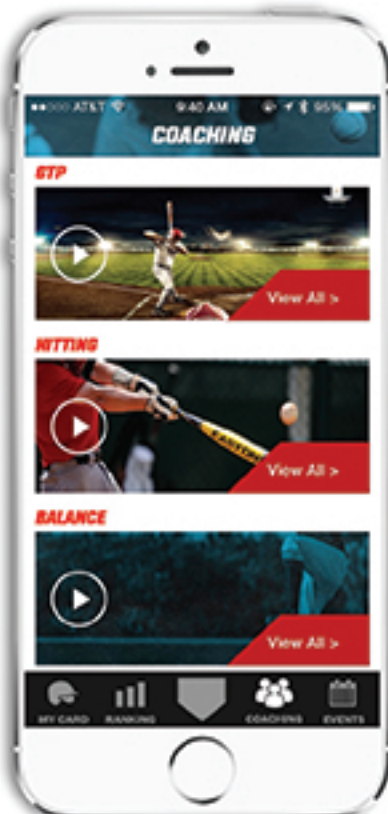 AT&T 9:40 AM 95%
COACHING
GTP
View All >
HITTING
EASTON
View All >
BALANCE
View All >
MY CARD RANKING COACHING EVENTS